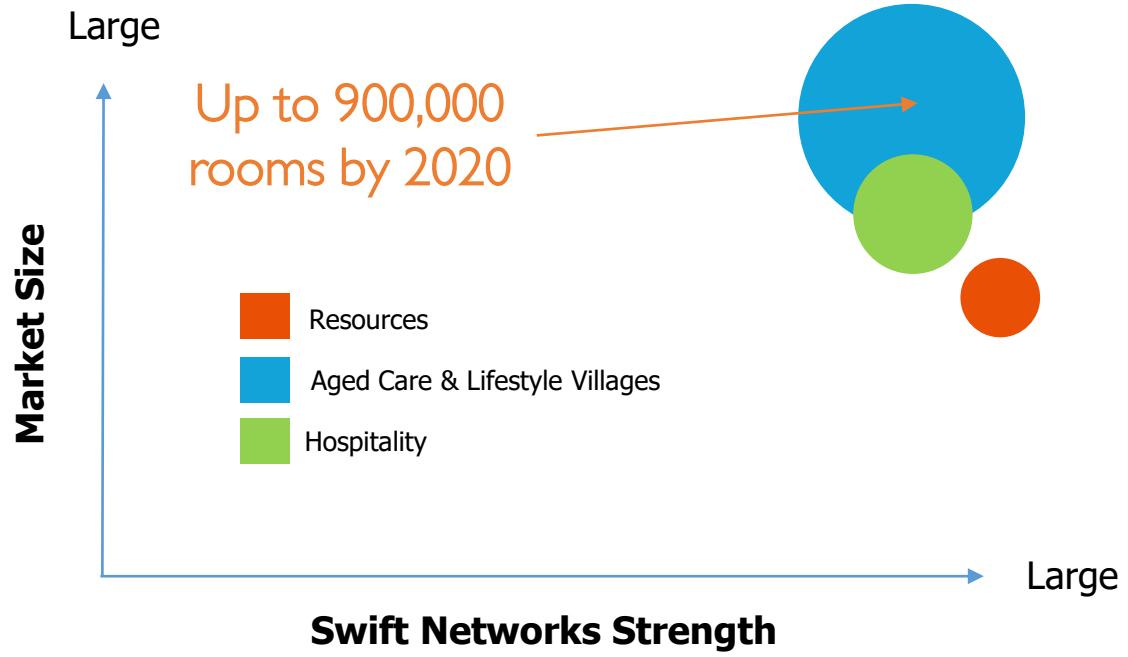 Large
Up to 900,000
rooms by 2020
Market Size
Resources
Aged Care & Lifestyle Villages
Hospitality
Large
Swift Networks Strength